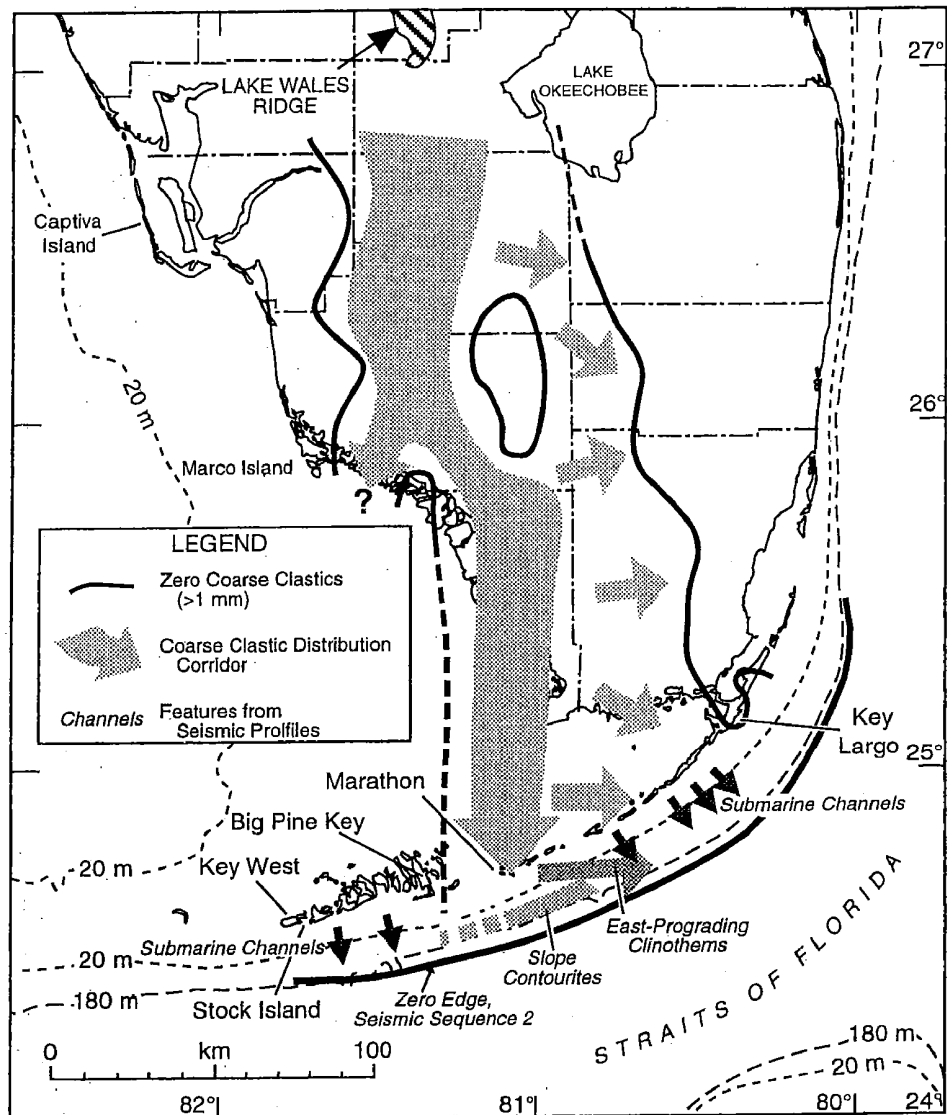 27°
LAKE WALES
RIDGE
LAKE
OKEECHOBEE
Captiva
Island
20 m
26°
Marco Island
?
LEGEND
Zero Coarse Clastics
(>1 mm)
Coarse Clastic Distribution
Corridor
Channels
Features from
Seismic Prolfiles
Key
Largo
25°
Marathon
Submarine Channels
Big Pine Key
Key West
20 m
Submarine Channels
East-Prograding
Clinothems
Slope
Contourites
20 m
180 m
Stock Island
Zero Edge,
Seismic Sequence 2
STRAITS OF FLORIDA
0 km 100
180 m
20 m
82° 81° 80° 24°